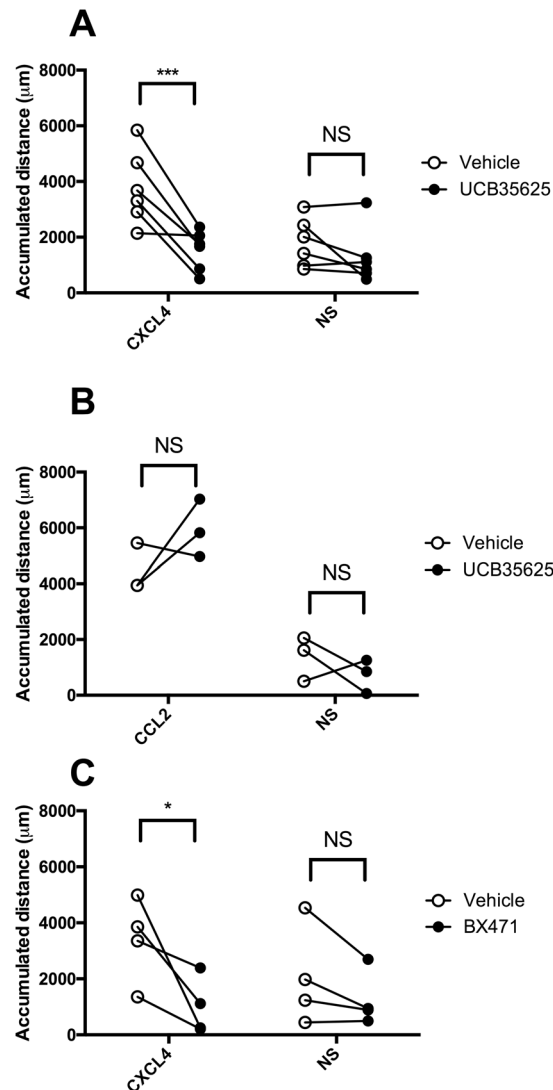 A
Accumulated distance (μm)
8000
6000
4000
2000
0
***
NS
CXCL4
NS
Vehicle
UCB35625
B
Accumulated distance (μm)
8000
6000
4000
2000
0
NS
NS
CCL2
NS
Vehicle
UCB35625
C
Accumulated distance (μm)
8000
6000
4000
2000
0
*
NS
CXCL4
NS
Vehicle
BX471